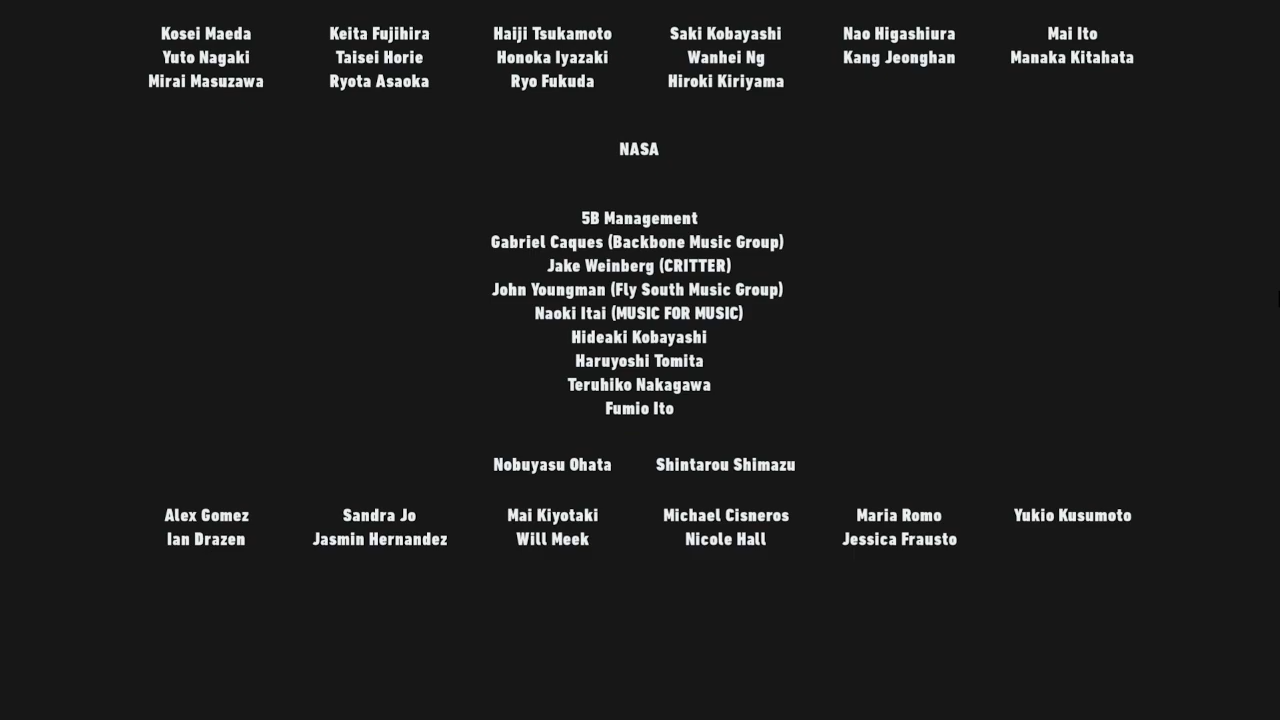 Kosei Maeda Keita Fujihira Haiji Tsukamoto Saki Kobayashi Nao Higashiura Mai Ito
Yuto Nagaki Taisei Horie Honoka Iyazaki Wanhei Ng Kang Jeonghan Manaka Kitahata
Mirai Masuzawa Ryota Asaoka Ryo Fukuda Hiroki Kiriyama
NASA
5B Management
Gabriel Caques (Backbone Music Group)
Jake Weinberg (CRITTER)
John Youngman (Fly South Music Group)
Naoki Itai (MUSIC FOR MUSIC)
Hideaki Kobayashi
Haruyoshi Tomita
Teruhiko Nakagawa
Fumio Ito
Nobuyasu Ohata Shintarou Shimazu
Alex Gomez Sandra Jo Mai Kiyotaki Michael Cisneros Maria Romo Yukio Kusumoto
Ian Drazen Jasmin Hernandez Will Meek Nicole Hall Jessica Frausto